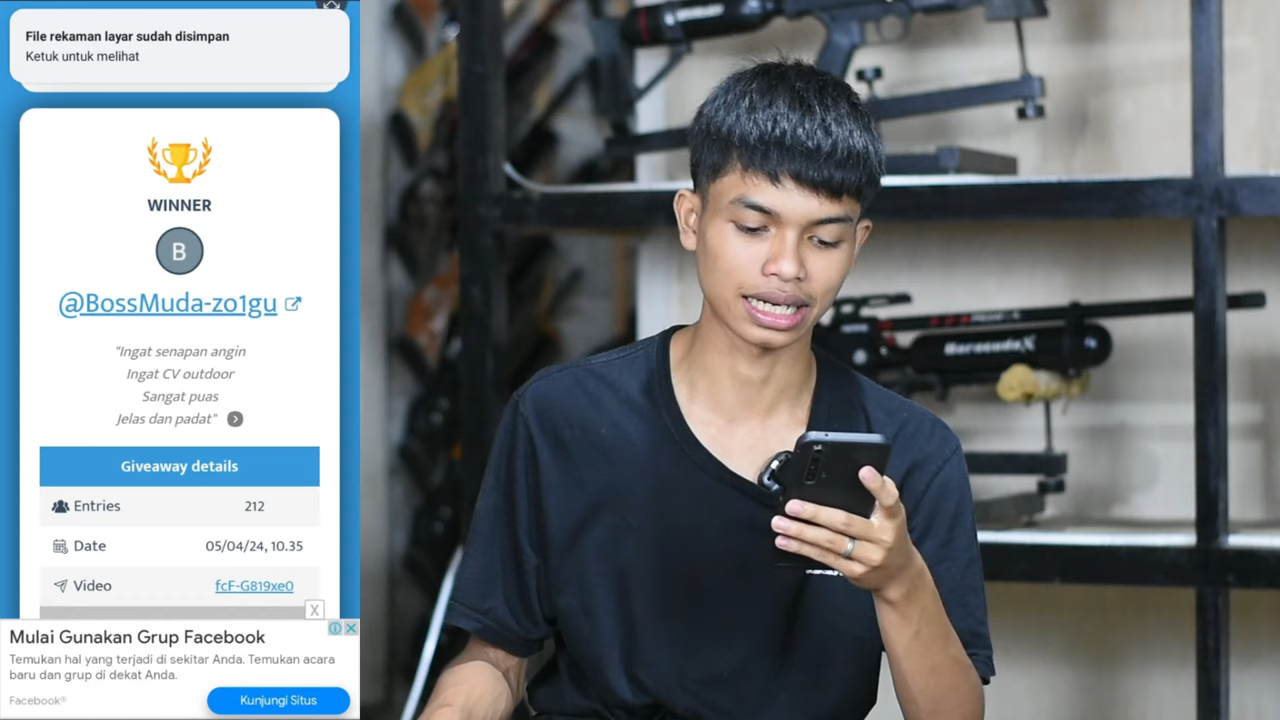 File rekaman layar sudah disimpan
Ketuk untuk melihat
WINNER
B
@BossMuda-zo1gu
"Ingat senapan angin
Ingat CV outdoor
Sangat puas
Jelas dan padat"
Giveaway details
Entries 212
Date 05/04/24, 10.35
Video fcF-G819xe0
X
Mulai Gunakan Grup Facebook
Temukan hal yang terjadi di sekitar Anda. Temukan acara
baru dan grup di dekat Anda.
Facebook®
Kunjungi Situs
BarocudaX